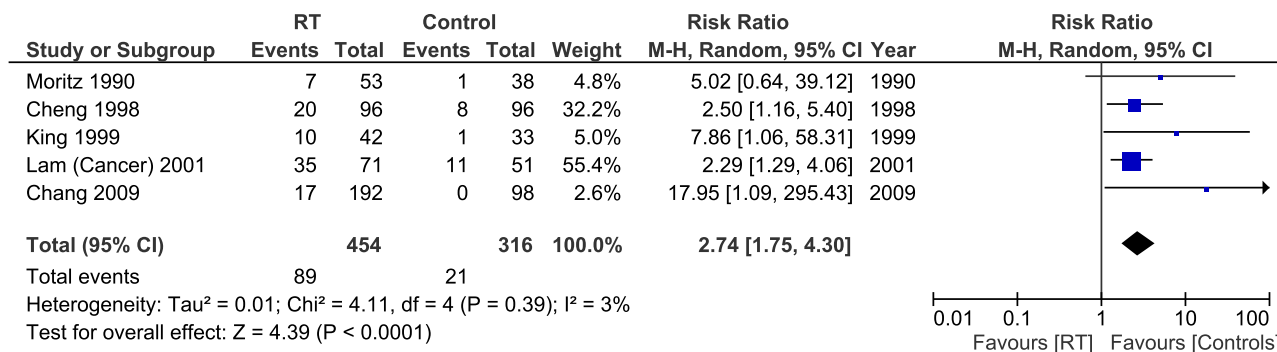 RT Control Risk Ratio Risk Ratio
Study or Subgroup Events Total Events Total Weight M-H, Random, 95% CI Year M-H, Random, 95% CI
Moritz 1990 7 53 1 38 4.8% 5.02 [0.64, 39.12] 1990
Cheng 1998 20 96 8 96 32.2% 2.50 [1.16, 5.40] 1998
King 1999 10 42 1 33 5.0% 7.86 [1.06, 58.31] 1999
Lam (Cancer) 2001 35 71 11 51 55.4% 2.29 [1.29, 4.06] 2001
Chang 2009 17 192 0 98 2.6% 17.95 [1.09, 295.43] 2009
Total (95% CI) 454 316 100.0% 2.74 [1.75, 4.30]
Total events 89 21
Heterogeneity: Tau² = 0.01; Chi² = 4.11, df = 4 (P = 0.39); I² = 3%
Test for overall effect: Z = 4.39 (P < 0.0001)
0.01 0.1 1 10 100
Favours [RT] Favours [Controls]